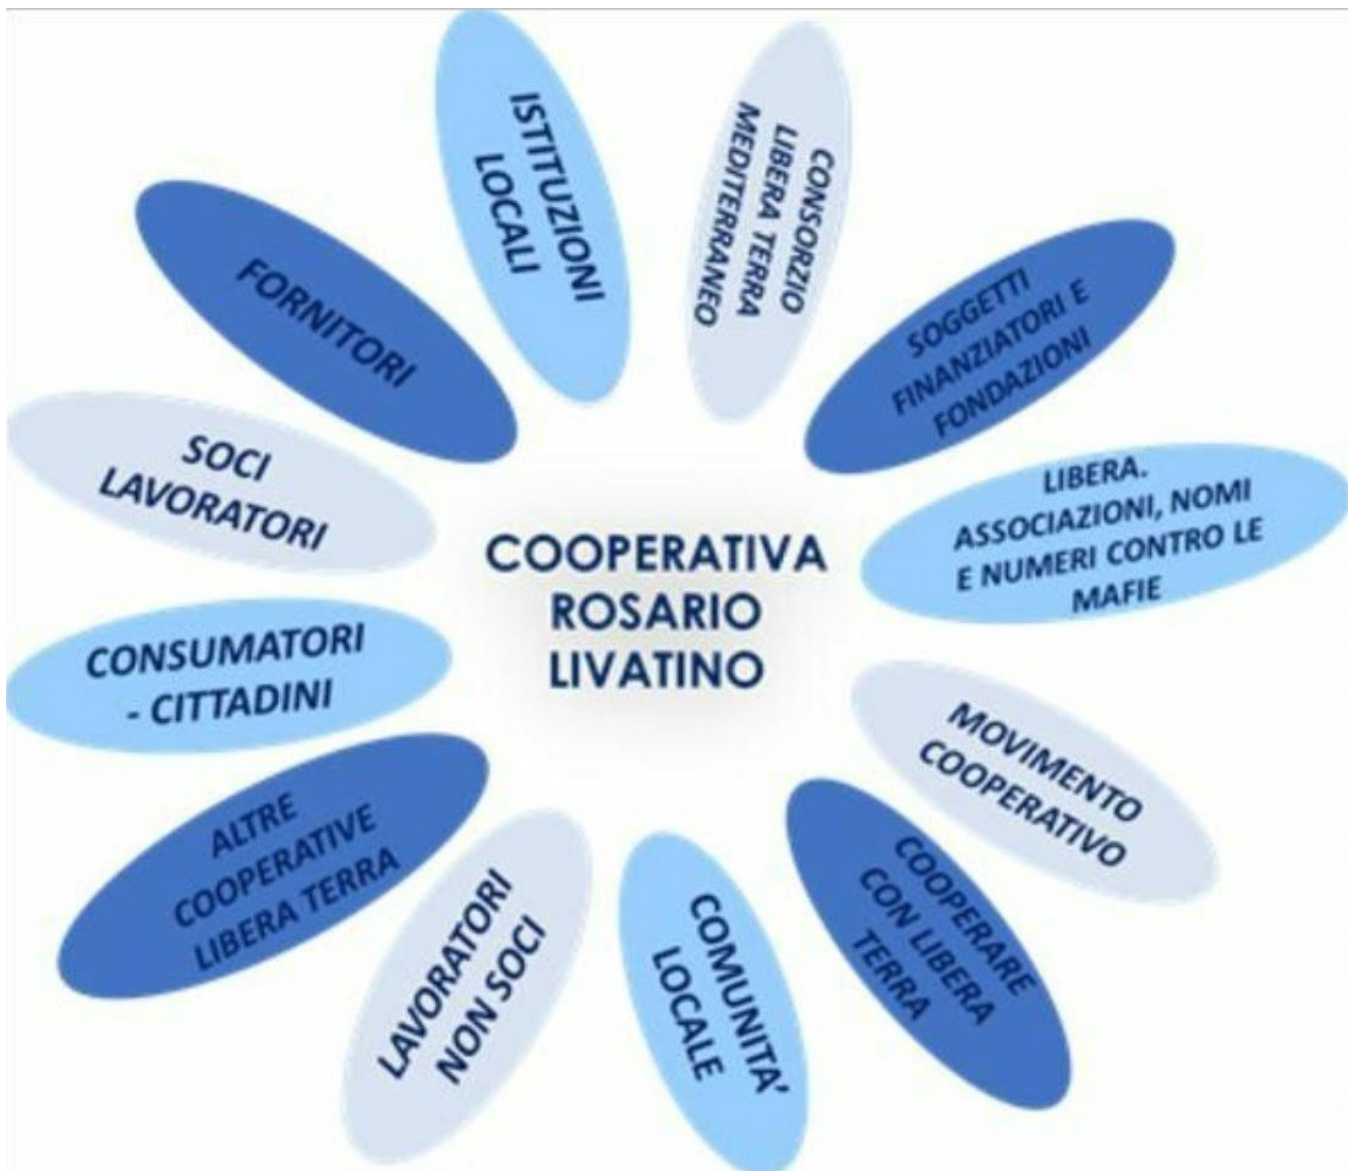 ISTITUZIONI
LOCALI
CONSORZIO
LIBERA TERRA
MEDITERRANEO
SOGGETTI
FINANZIATORI E
FONDAZIONI
LIBERA.
ASSOCIAZIONI, NOMI
E NUMERI CONTRO LE
MAFIE
MOVIMENTO
COOPERATIVO
COOPERARE
CON LIBERA
TERRA
COMUNITA'
LOCALE
LAVORATORI
NON SOCI
ALTRE
COOPERATIVE
LIBERA TERRA
CONSUMATORI
- CITTADINI
SOCI
LAVORATORI
FORNITORI
COOPERATIVA
ROSARIO
LIVATINO